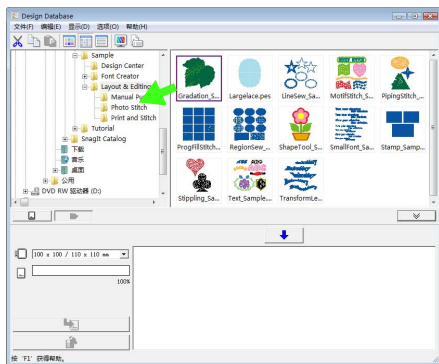 Design Database
文件(F) 编辑(E) 显示(D) 选项(O) 帮助(H)
Sample
Design Center
Font Creator
Layout & Editing
Manual P
Photo Stitch
Print and Stitch
Tutorial
SnagIt Catalog
下载
音乐
桌面
公用
DVD RW 驱动器 (D:)
Gradation_S... Largelace.pes LineSew_Sa... MotifStitch_S... PipingStitch_...
ProgFillStitch... RegionSew_... ShapeTool_S... SmallFont_Sa... Stamp_Samp...
Stippling_Sa... Text_Sample.... TransformLe...
100 x 100 / 110 x 110 mm
100%
按 'F1' 获得帮助。